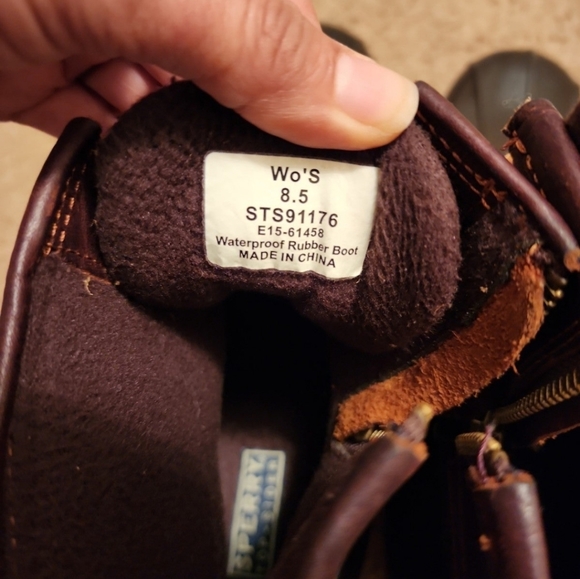 Wo'S
8.5
STS91176
E15-61458
Waterproof Rubber Boot
MADE IN CHINA
SPERRY